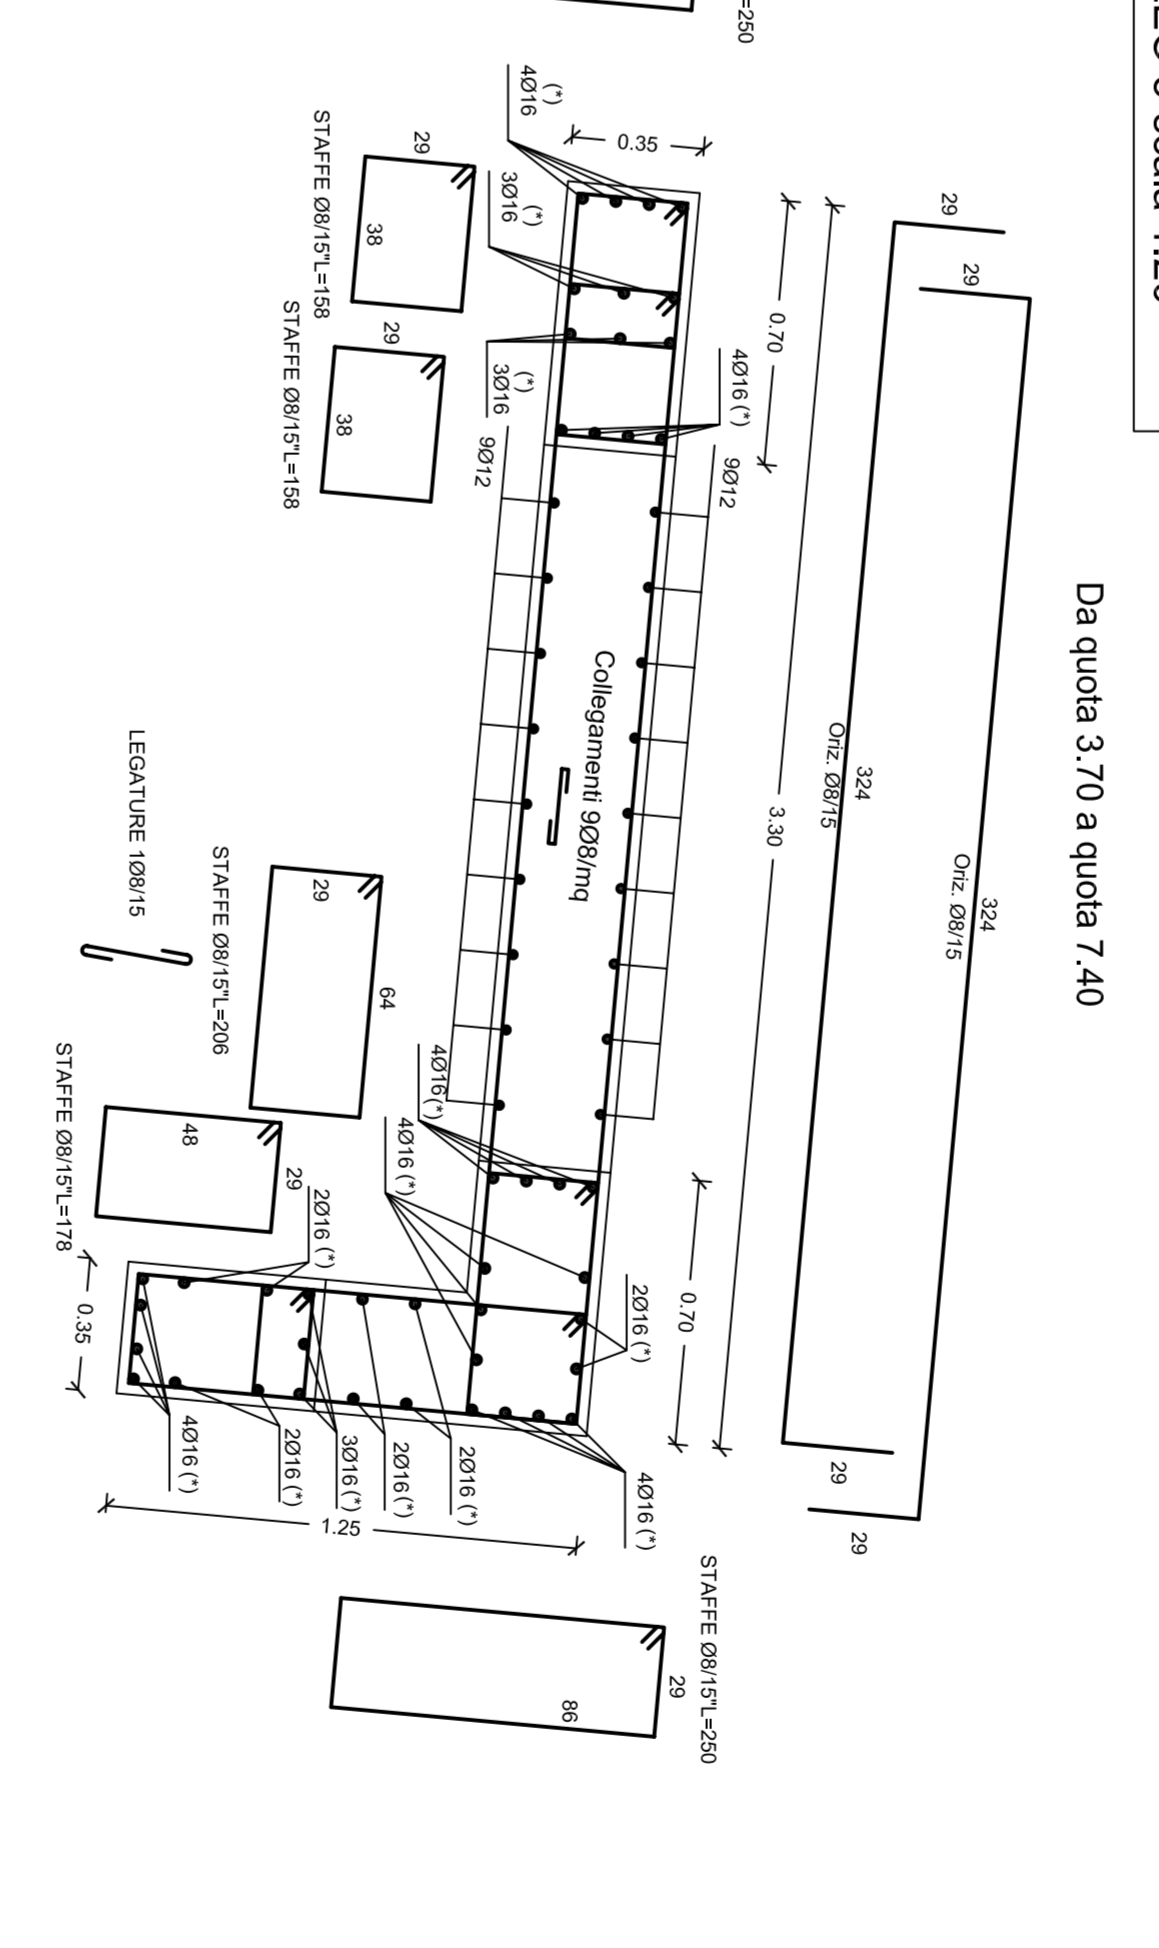 Da quota 3.70 a quota 7.40
29
29
324
Oriz. Ø8/15
324
Oriz. Ø8/15
29
29
=250
(*)
4Ø16
0.35
(*)
3Ø16
(*)
3Ø16
0.70
4Ø16 (*)
9Ø12
9Ø12
3.30
Collegamenti 9Ø8/mq
29
38
STAFFE Ø8/15"L=158
29
38
STAFFE Ø8/15"L=158
LEGATURE 1Ø8/15
29
64
STAFFE Ø8/15"L=206
48
29
STAFFE Ø8/15"L=178
4Ø16 (*)
4Ø16 (*)
2Ø16 (*)
0.70
2Ø16 (*)
0.35
4Ø16 (*)
2Ø16 (*)
3Ø16 (*)
2Ø16 (*)
2Ø16 (*)
4Ø16 (*)
1.25
STAFFE Ø8/15"L=250
29
86